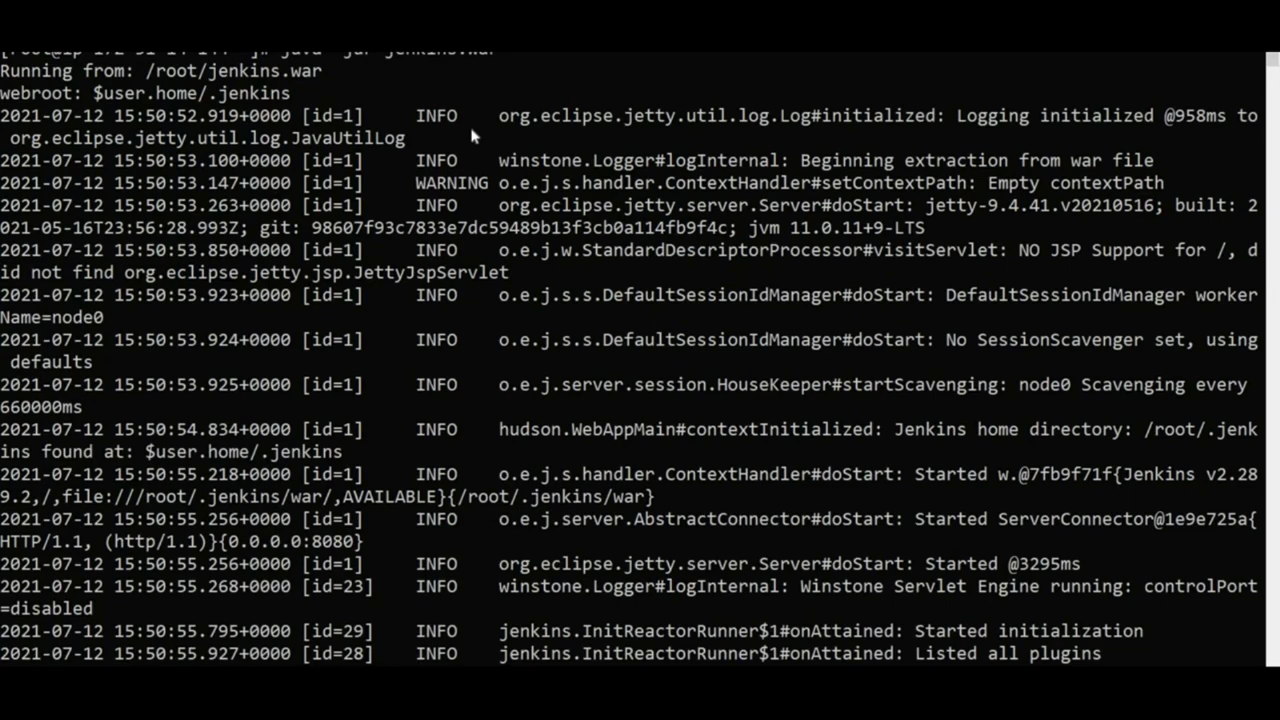 Running from: /root/jenkins.war
webroot: $user.home/.jenkins
2021-07-12 15:50:52.919+0000 [id=1] INFO org.eclipse.jetty.util.log.Log#initialized: Logging initialized @958ms to
org.eclipse.jetty.util.log.JavaUtilLog
2021-07-12 15:50:53.100+0000 [id=1] INFO winstone.Logger#logInternal: Beginning extraction from war file
2021-07-12 15:50:53.147+0000 [id=1] WARNING o.e.j.s.handler.ContextHandler#setContextPath: Empty contextPath
2021-07-12 15:50:53.263+0000 [id=1] INFO org.eclipse.jetty.server.Server#doStart: jetty-9.4.41.v20210516; built: 2
021-05-16T23:56:28.993Z; git: 98607f93c7833e7dc59489b13f3cb0a114fb9f4c; jvm 11.0.11+9-LTS
2021-07-12 15:50:53.850+0000 [id=1] INFO o.e.j.w.StandardDescriptorProcessor#visitServlet: NO JSP Support for /, d
id not find org.eclipse.jetty.jsp.JettyJspServlet
2021-07-12 15:50:53.923+0000 [id=1] INFO o.e.j.s.s.DefaultSessionIdManager#doStart: DefaultSessionIdManager worker
Name=node0
2021-07-12 15:50:53.924+0000 [id=1] INFO o.e.j.s.s.DefaultSessionIdManager#doStart: No SessionScavenger set, using
defaults
2021-07-12 15:50:53.925+0000 [id=1] INFO o.e.j.server.session.HouseKeeper#startScavenging: node0 Scavenging every
660000ms
2021-07-12 15:50:54.834+0000 [id=1] INFO hudson.WebAppMain#contextInitialized: Jenkins home directory: /root/.jenk
ins found at: $user.home/.jenkins
2021-07-12 15:50:55.218+0000 [id=1] INFO o.e.j.s.handler.ContextHandler#doStart: Started w.@7fb9f71f{Jenkins v2.28
9.2,/,file:///root/.jenkins/war/,AVAILABLE}{/root/.jenkins/war}
2021-07-12 15:50:55.256+0000 [id=1] INFO o.e.j.server.AbstractConnector#doStart: Started ServerConnector@1e9e725a{
HTTP/1.1, (http/1.1)}{0.0.0.0:8080}
2021-07-12 15:50:55.256+0000 [id=1] INFO org.eclipse.jetty.server.Server#doStart: Started @3295ms
2021-07-12 15:50:55.268+0000 [id=23] INFO winstone.Logger#logInternal: Winstone Servlet Engine running: controlPort
=disabled
2021-07-12 15:50:55.795+0000 [id=29] INFO jenkins.InitReactorRunner$1#onAttained: Started initialization
2021-07-12 15:50:55.927+0000 [id=28] INFO jenkins.InitReactorRunner$1#onAttained: Listed all plugins